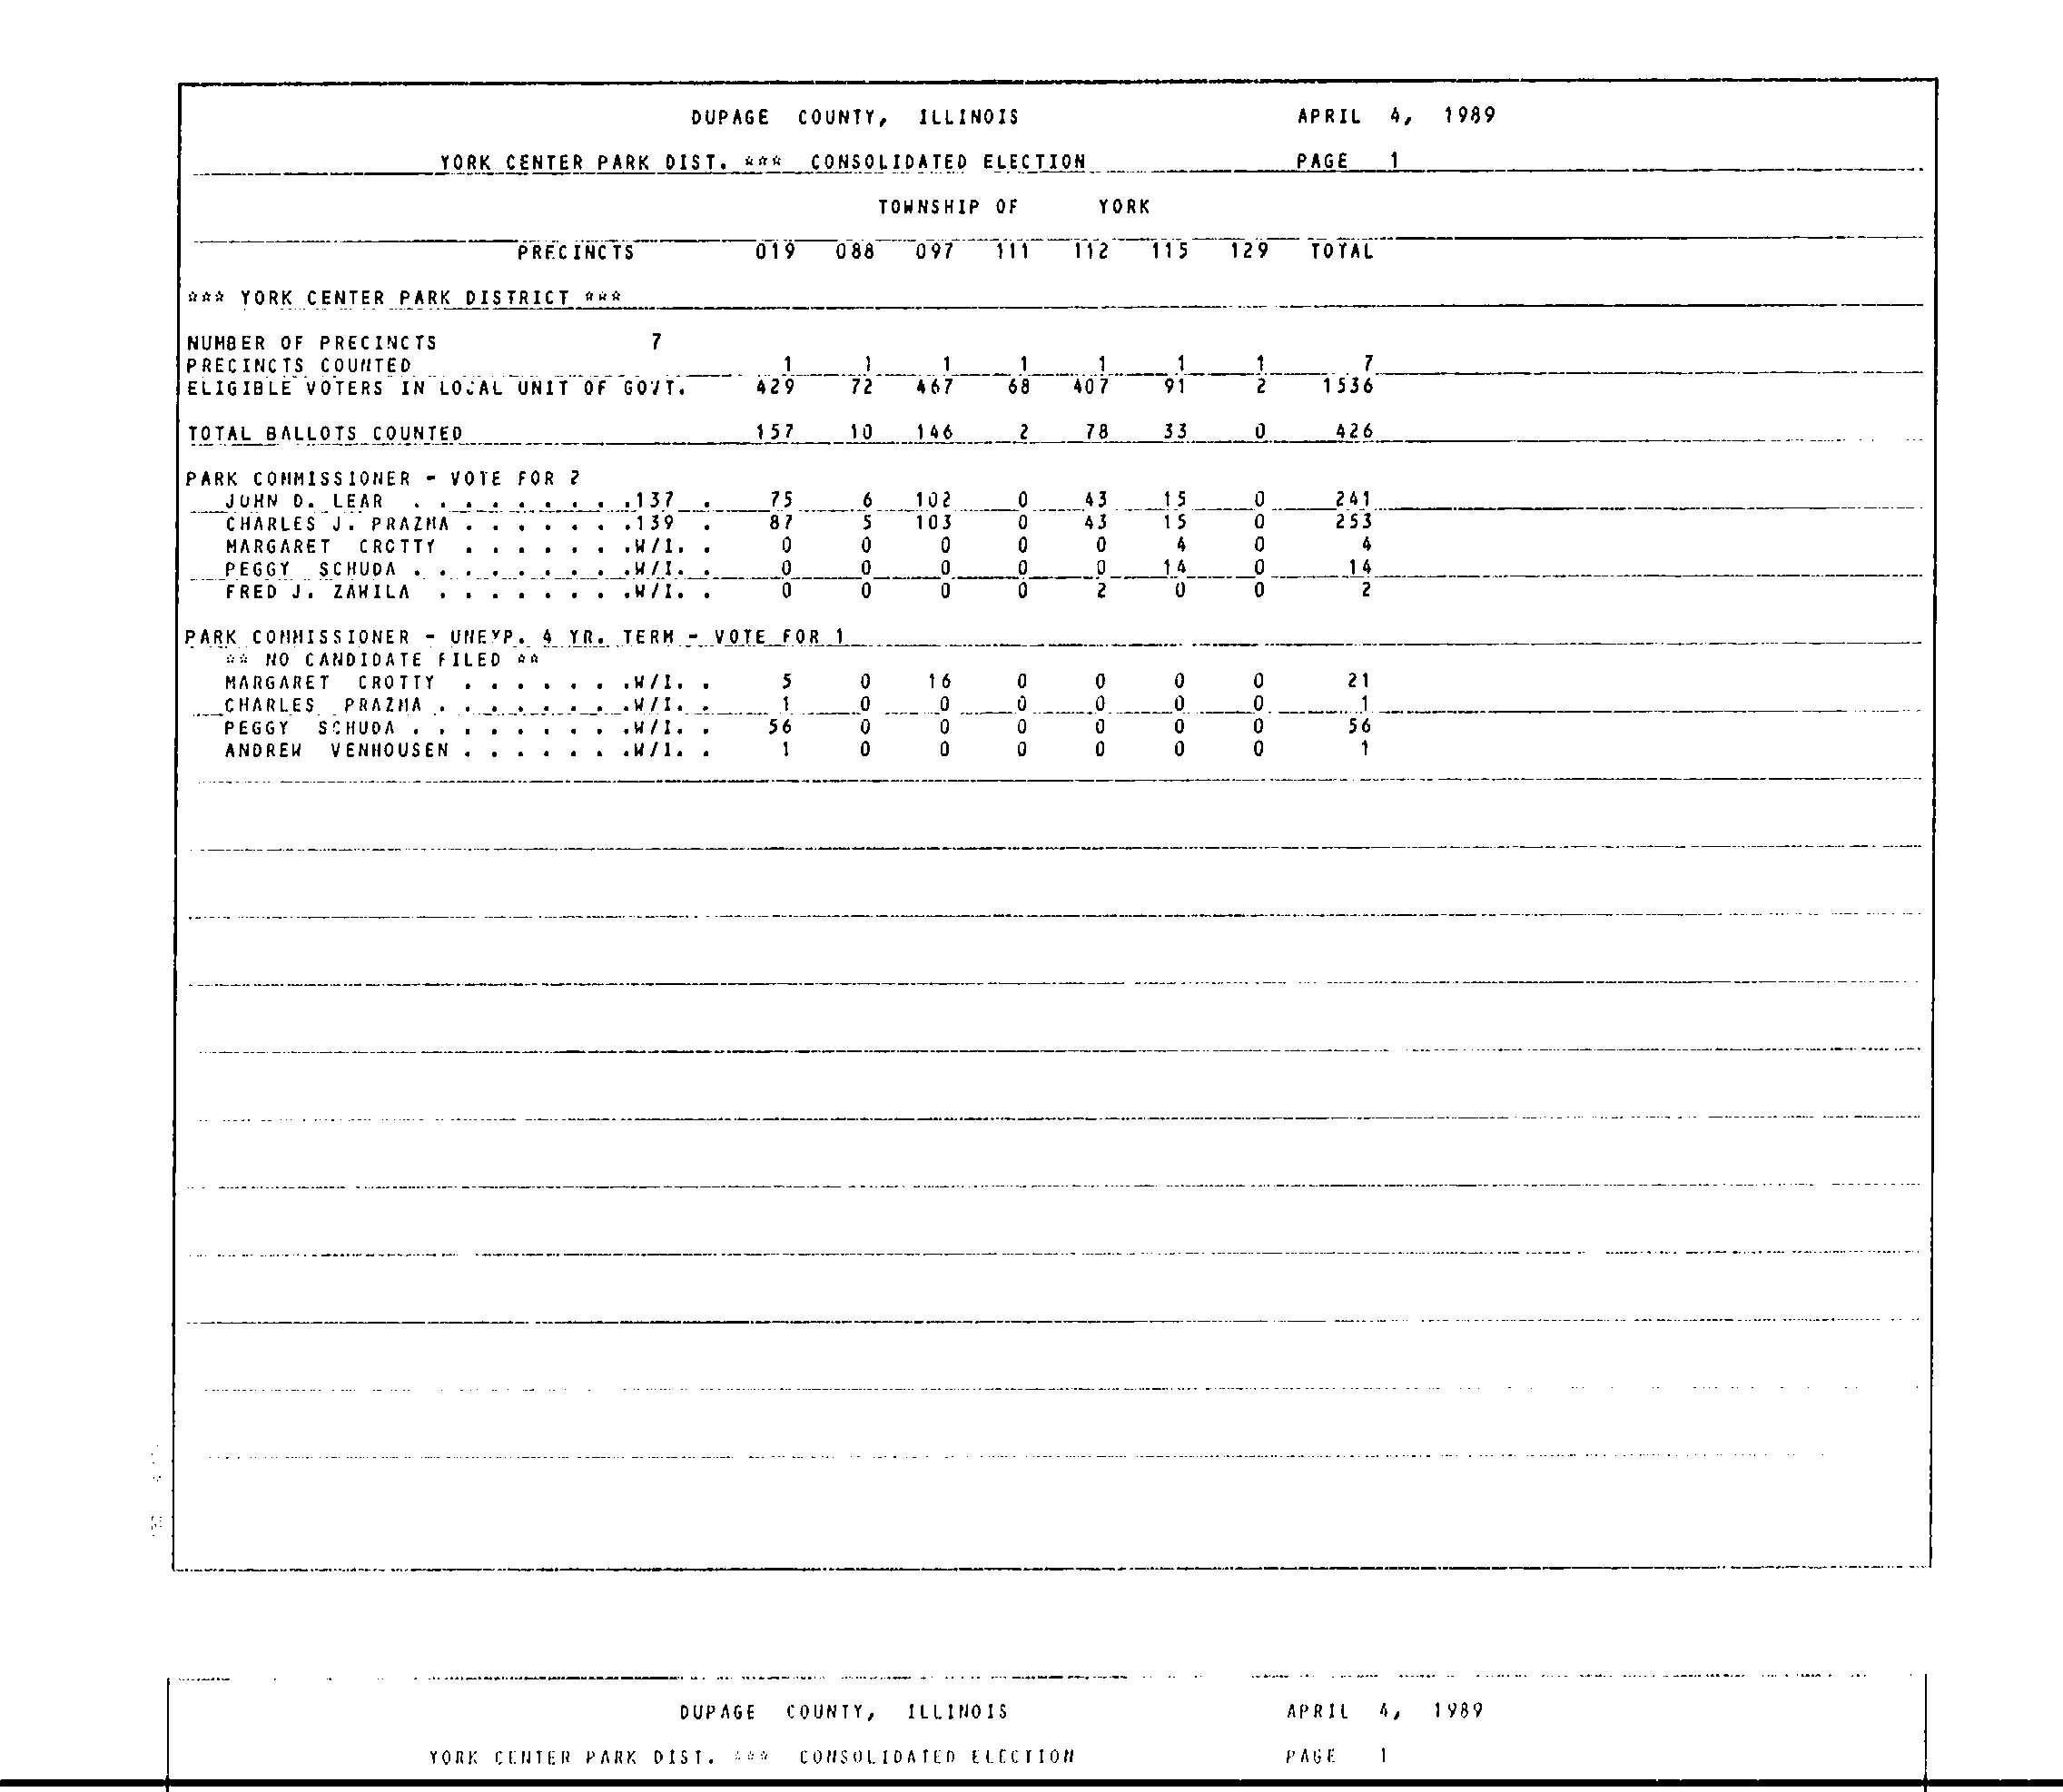 DUPAGE COUNTY, ILLINOIS APRIL 4, 1989
YORK CENTER PARK DIST. *** CONSOLIDATED ELECTION PAGE 1
TOWNSHIP OF YORK
PRECINCTS 019 088 097 111 112 115 129 TOTAL
*** YORK CENTER PARK DISTRICT ***
NUMBER OF PRECINCTS 7
PRECINCTS COUNTED 1 1 1 1 1 1 1 7
ELIGIBLE VOTERS IN LOCAL UNIT OF GOVT. 429 72 467 68 407 91 2 1536
TOTAL BALLOTS COUNTED 157 10 146 2 78 33 0 426
PARK COMMISSIONER - VOTE FOR 2
JOHN D. LEAR . . . . . . . . .137 . 75 6 102 0 43 15 0 241
CHARLES J. PRAZMA . . . . . . .139 . 87 5 103 0 43 15 0 253
MARGARET CROTTY . . . . . . .W/I. . 0 0 0 0 0 4 0 4
PEGGY SCHUDA . . . . . . . . .W/I. . 0 0 0 0 0 14 0 14
FRED J. ZAWILA . . . . . . . .W/I. . 0 0 0 0 2 0 0 2
PARK COMMISSIONER - UNEXP. 4 YR. TERM - VOTE FOR 1
** NO CANDIDATE FILED **
MARGARET CROTTY . . . . . . .W/I. . 5 0 16 0 0 0 0 21
CHARLES PRAZMA . . . . . . . .W/I. . 1 0 0 0 0 0 0 1
PEGGY SCHUDA . . . . . . . . .W/I. . 56 0 0 0 0 0 0 56
ANDREW VENHOUSEN . . . . . . .W/I. . 1 0 0 0 0 0 0 1
DUPAGE COUNTY, ILLINOIS APRIL 4, 1989
YORK CENTER PARK DIST. *** CONSOLIDATED ELECTION PAGE 1